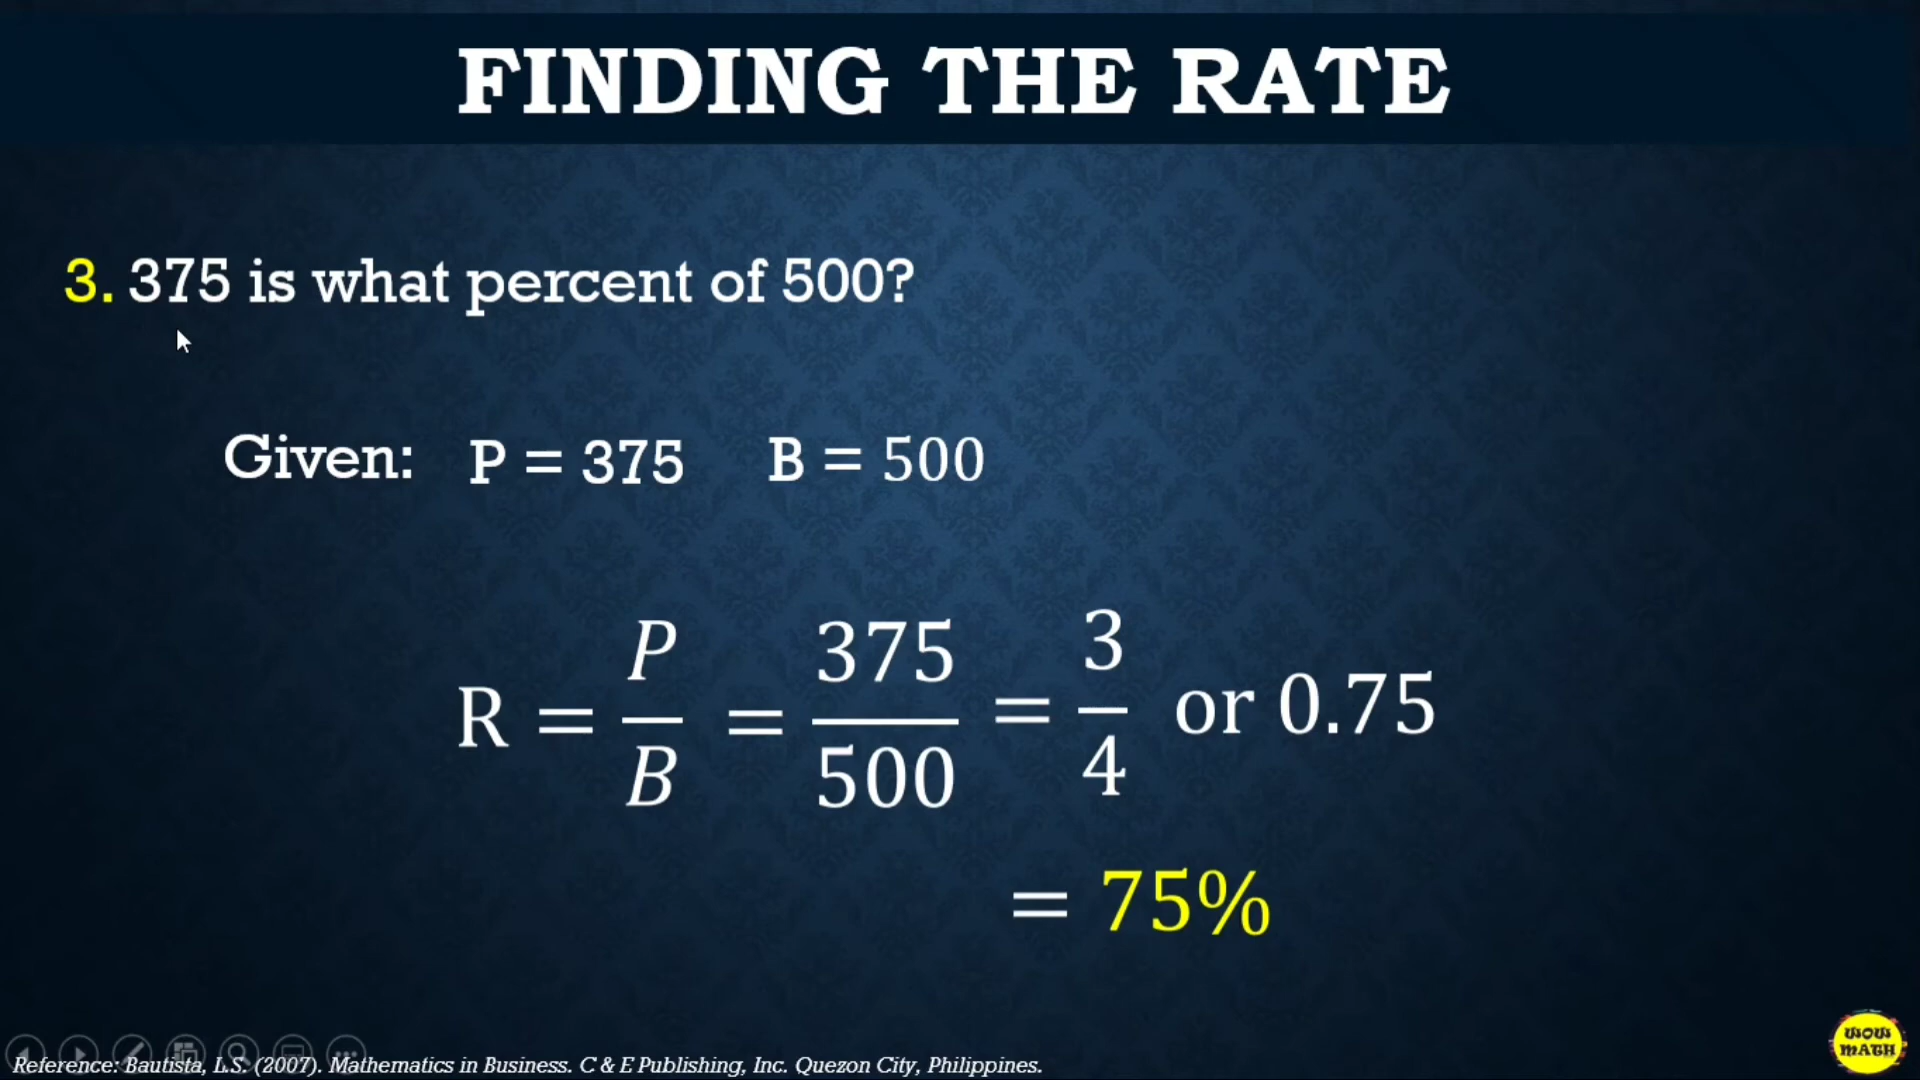 FINDING THE RATE
3. 375 is what percent of 500?
Given: P = 375 B = 500
R = P/B = 375/500 = 3/4 or 0.75
= 75%
Reference: Bautista, L.S. (2007). Mathematics in Business. C & E Publishing, Inc. Quezon City, Philippines.
WOW
MATH